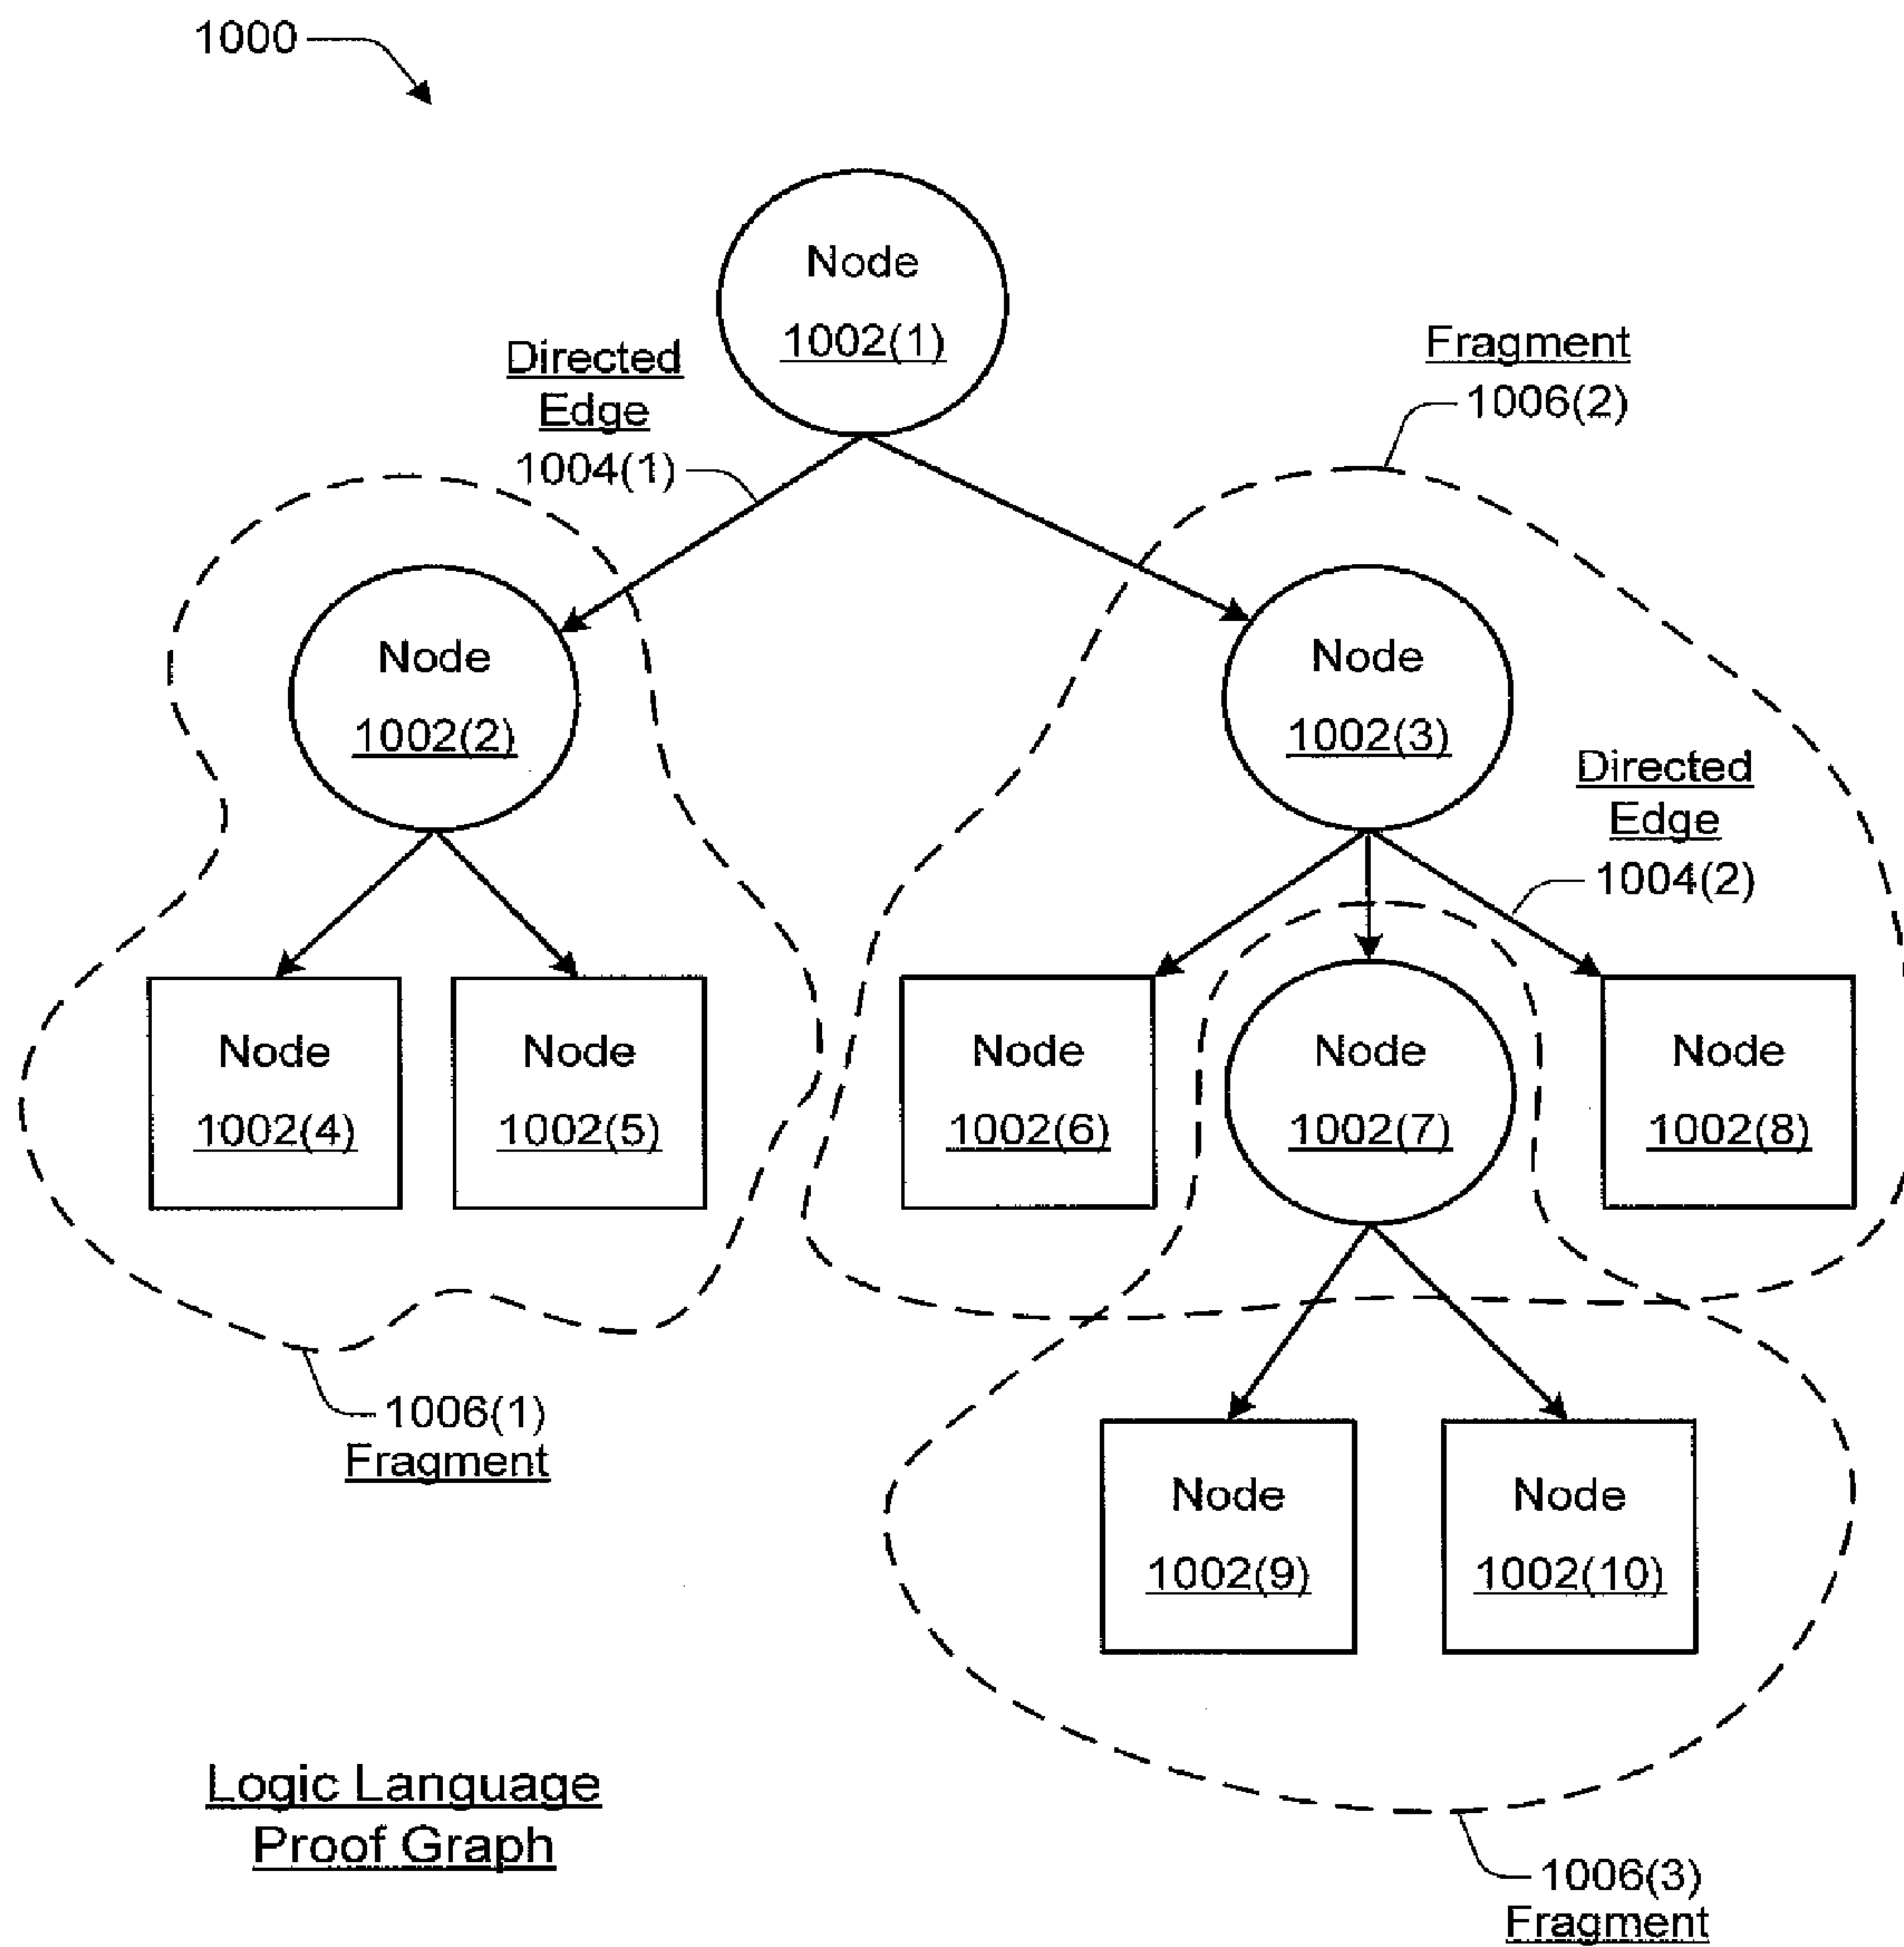 1000
Node
1002(1)
Directed
Edge
1004(1)
Fragment
1006(2)
Node
1002(2)
Node
1002(3)
Directed
Edge
1004(2)
Node
1002(4)
Node
1002(5)
Node
1002(6)
Node
1002(7)
Node
1002(8)
1006(1)
Fragment
Node
1002(9)
Node
1002(10)
Logic Language
Proof Graph
1006(3)
Fragment